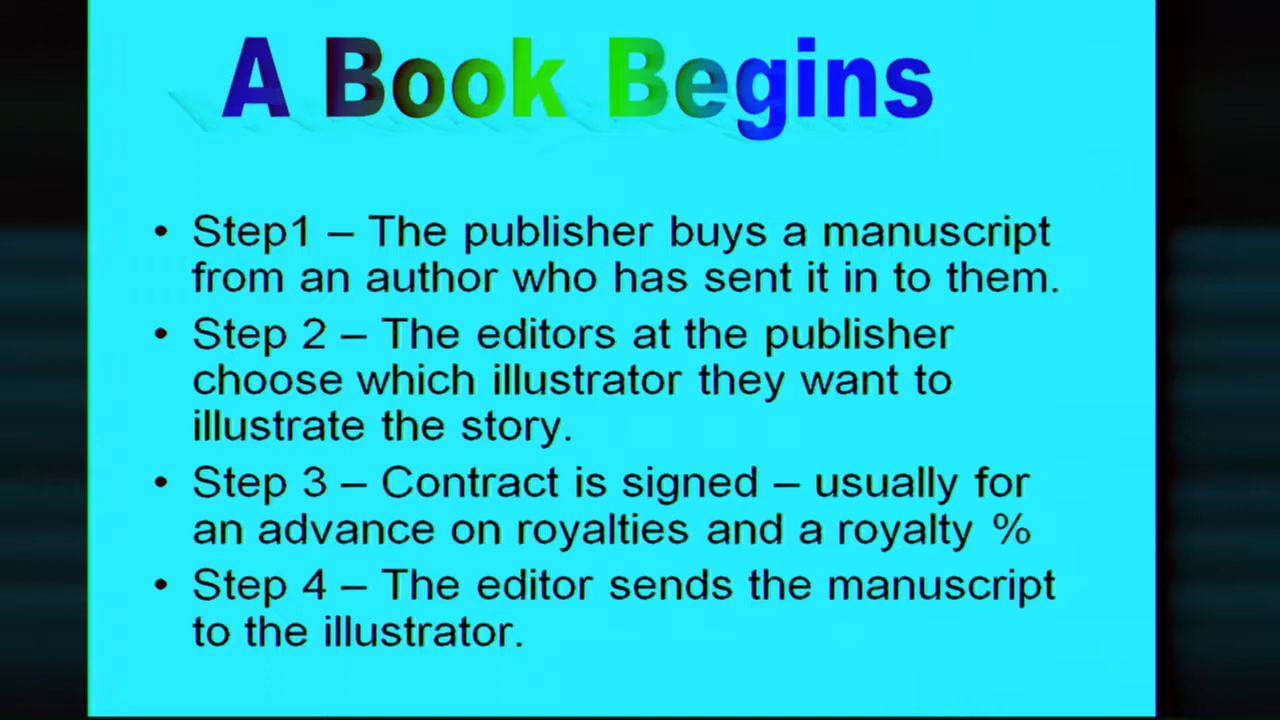 A Book Begins
• Step1 – The publisher buys a manuscript
from an author who has sent it in to them.
• Step 2 – The editors at the publisher
choose which illustrator they want to
illustrate the story.
• Step 3 – Contract is signed – usually for
an advance on royalties and a royalty %
• Step 4 – The editor sends the manuscript
to the illustrator.